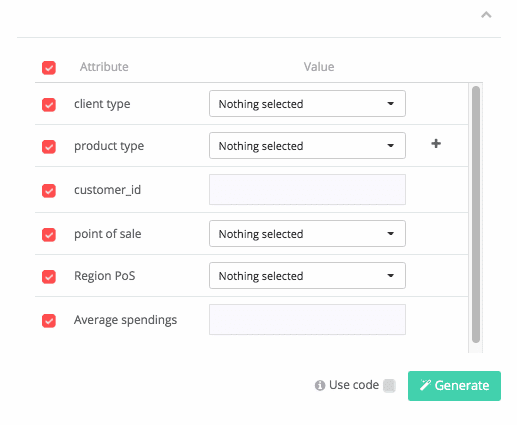 Attribute Value
client type Nothing selected
product type Nothing selected
customer_id
point of sale Nothing selected
Region PoS Nothing selected
Average spendings
Use code Generate